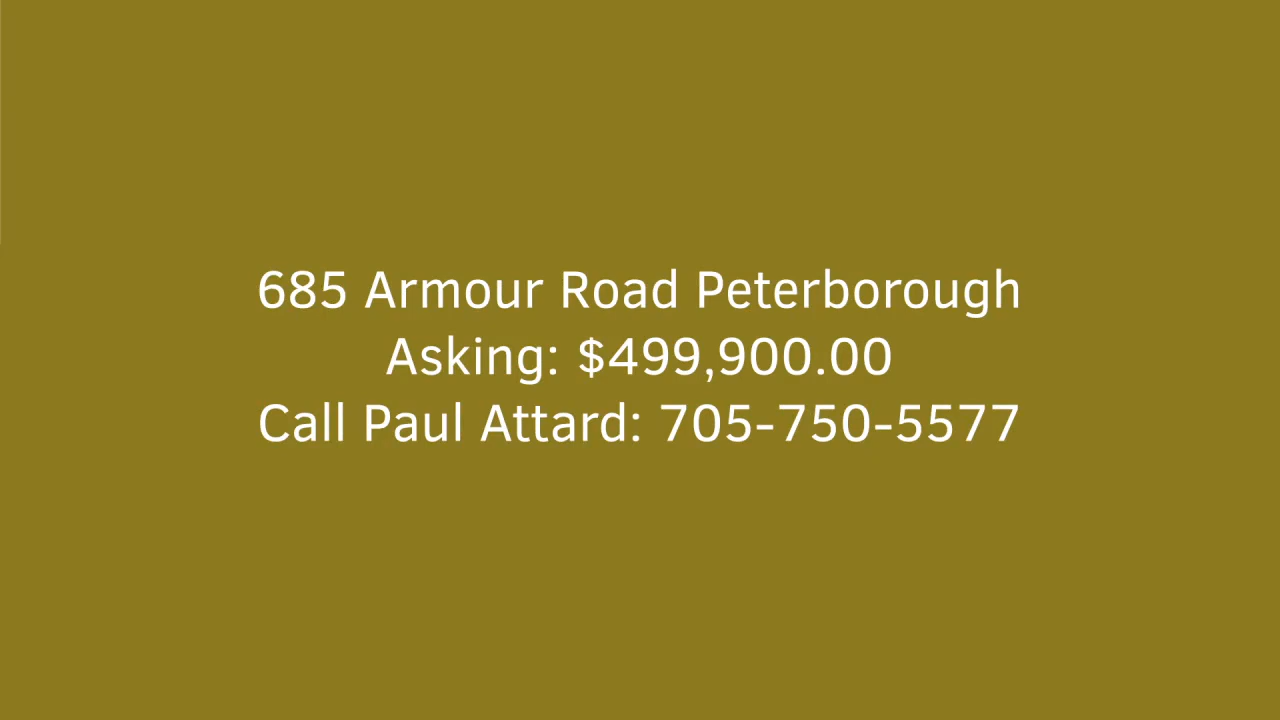 685 Armour Road Peterborough
Asking: $499,900.00
Call Paul Attard: 705-750-5577